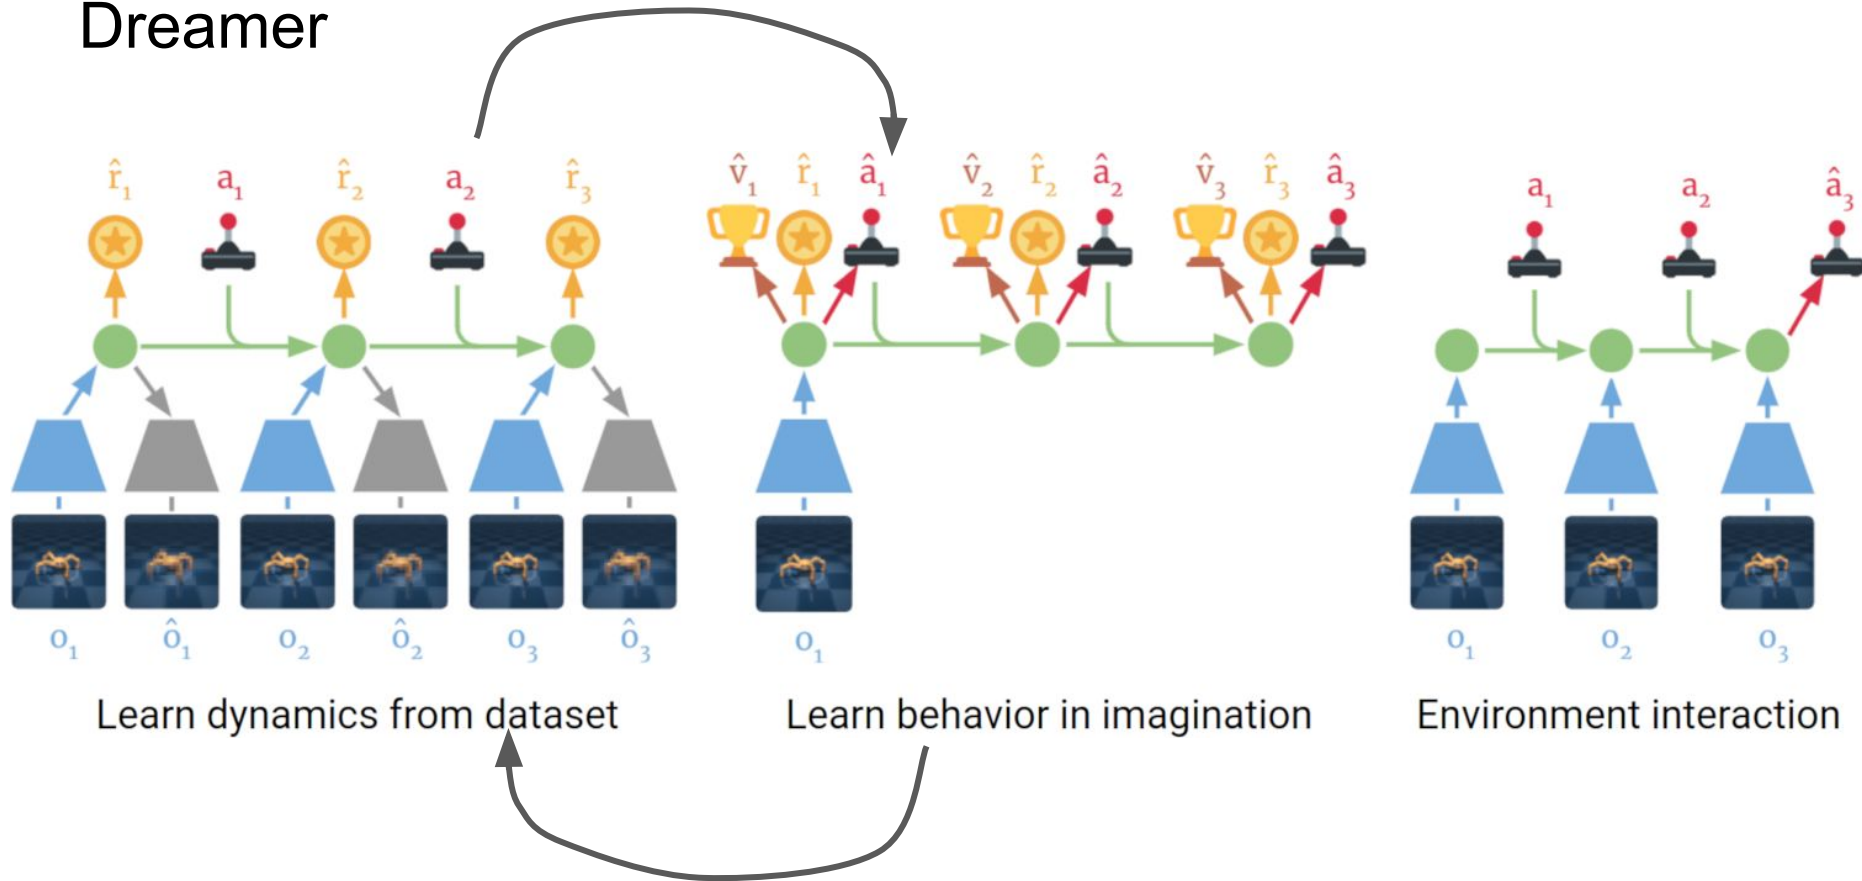 Dreamer
r̂₁ a₁ r̂₂ a₂ r̂₃
v̂₁ r̂₁ â₁ v̂₂ r̂₂ â₂ v̂₃ r̂₃ â₃
a₁ a₂ â₃
o₁ ô₁ o₂ ô₂ o₃ ô₃
o₁
o₁ o₂ o₃
Learn dynamics from dataset
Learn behavior in imagination
Environment interaction